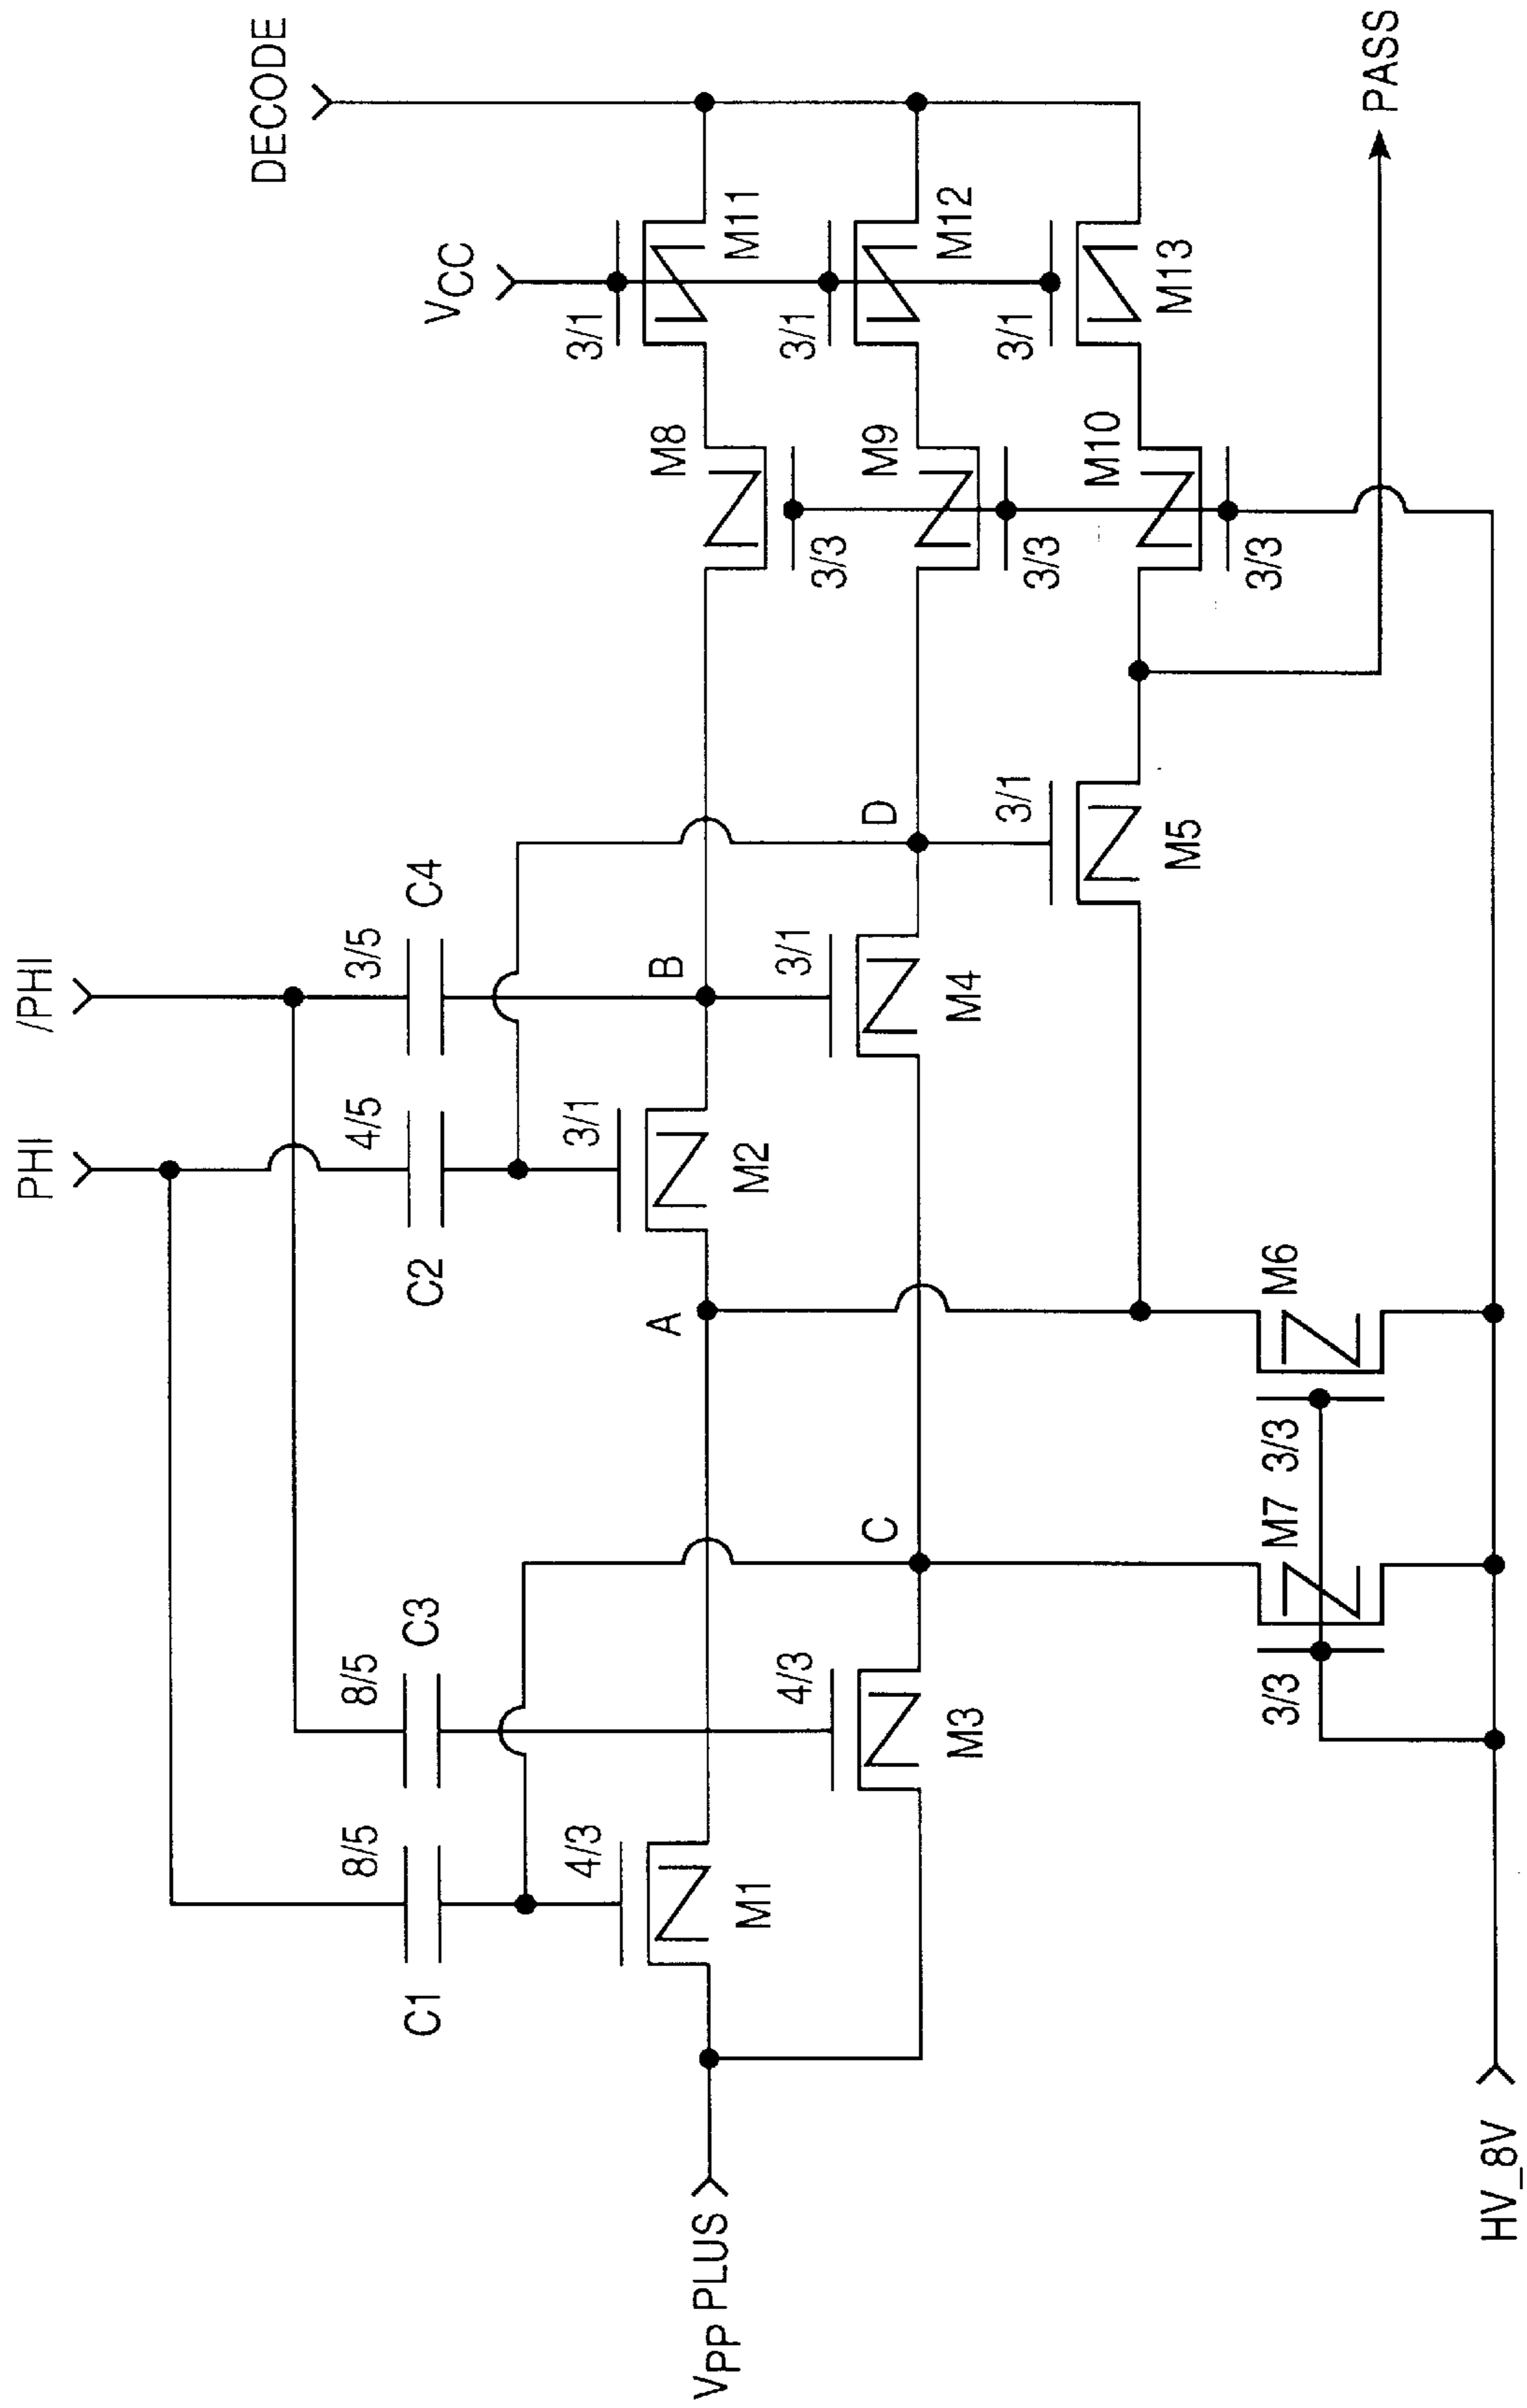 DECODE
PHI
/PHI
VCC
8/5
8/5
4/5
3/5
C1
C3
C2
C4
3/1
M11
4/3
3/1
B
M8
M1
A
M2
3/3
3/1
M12
4/3
3/1
D
M9
M3
C
M4
3/3
3/1
M13
3/1
M10
M5
3/3
3/3
M7
3/3
M6
PASS
VPP PLUS
HV_8V